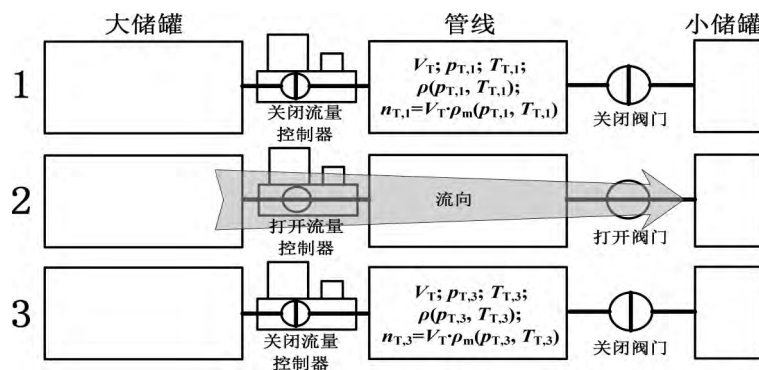 大储罐 管线 小储罐
1
V_T; p_T,1; T_T,1;
ρ(p_T,1, T_T,1);
n_T,1=V_T·ρ_m(p_T,1, T_T,1)
关闭流量
控制器
关闭阀门
2
流向
打开流量
控制器
打开阀门
3
V_T; p_T,3; T_T,3;
ρ(p_T,3, T_T,3);
n_T,3=V_T·ρ_m(p_T,3, T_T,3)
关闭流量
控制器
关闭阀门